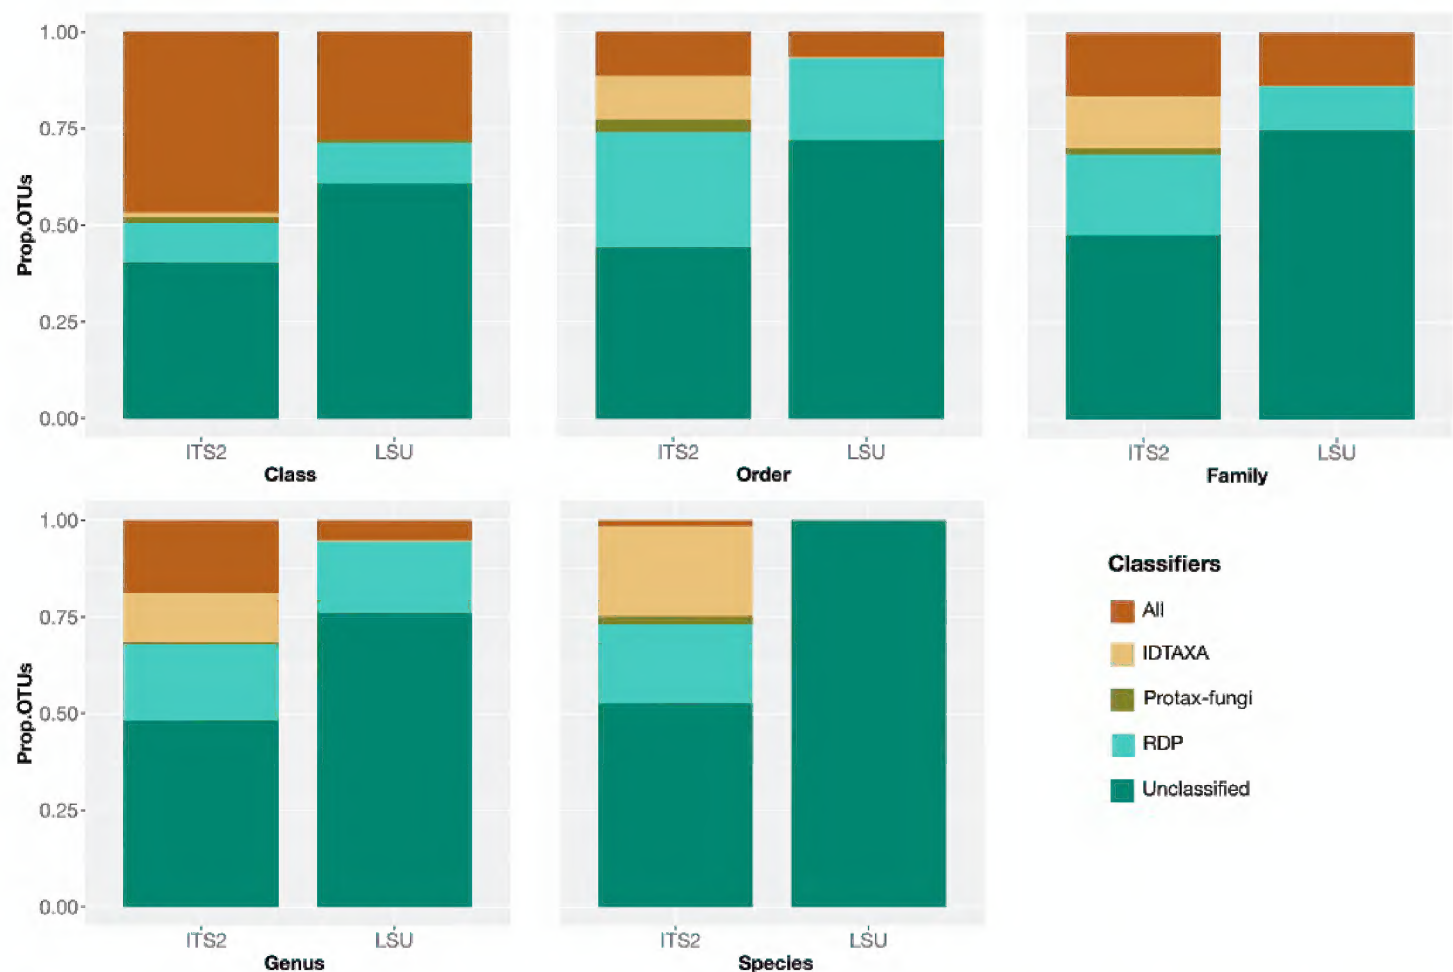 1.00
0.75
0.50
0.25
0.00
Prop.OTUs
ITS2
LSU
Class
ITS2
LSU
Order
ITS2
LSU
Family
1.00
0.75
0.50
0.25
0.00
Prop.OTUs
ITS2
LSU
Genus
ITS2
LSU
Species
Classifiers
All
IDTAXA
Protax-fungi
RDP
Unclassified